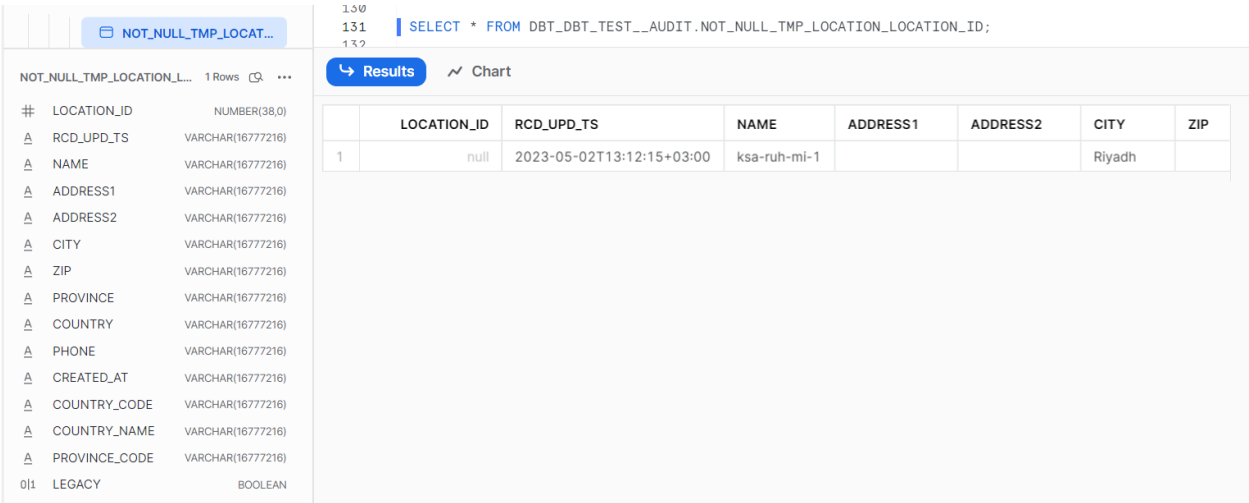 NOT_NULL_TMP_LOCAT...
NOT_NULL_TMP_LOCATION_L... 1 Rows ...
# LOCATION_ID NUMBER(38,0)
A RCD_UPD_TS VARCHAR(16777216)
A NAME VARCHAR(16777216)
A ADDRESS1 VARCHAR(16777216)
A ADDRESS2 VARCHAR(16777216)
A CITY VARCHAR(16777216)
A ZIP VARCHAR(16777216)
A PROVINCE VARCHAR(16777216)
A COUNTRY VARCHAR(16777216)
A PHONE VARCHAR(16777216)
A CREATED_AT VARCHAR(16777216)
A COUNTRY_CODE VARCHAR(16777216)
A COUNTRY_NAME VARCHAR(16777216)
A PROVINCE_CODE VARCHAR(16777216)
0|1 LEGACY BOOLEAN
130
131 SELECT * FROM DBT_DBT_TEST__AUDIT.NOT_NULL_TMP_LOCATION_LOCATION_ID;
132
Results Chart
LOCATION_ID RCD_UPD_TS NAME ADDRESS1 ADDRESS2 CITY ZIP
1 null 2023-05-02T13:12:15+03:00 ksa-ruh-mi-1 Riyadh